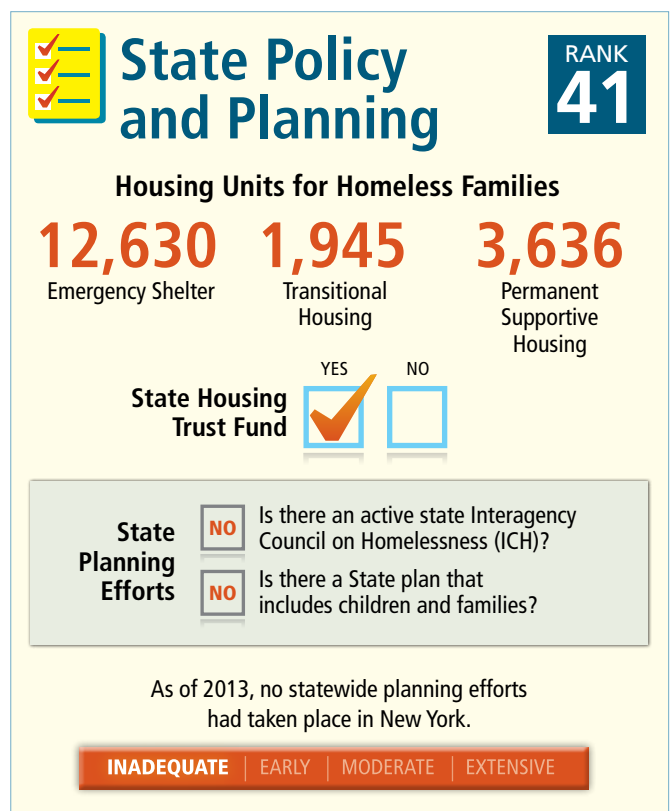 State Policy
and Planning
RANK
41
Housing Units for Homeless Families
12,630
Emergency Shelter
1,945
Transitional
Housing
3,636
Permanent
Supportive
Housing
YES
NO
State Housing
Trust Fund
State
Planning
Efforts
NO
Is there an active state Interagency
Council on Homelessness (ICH)?
NO
Is there a State plan that
includes children and families?
As of 2013, no statewide planning efforts
had taken place in New York.
INADEQUATE | EARLY | MODERATE | EXTENSIVE